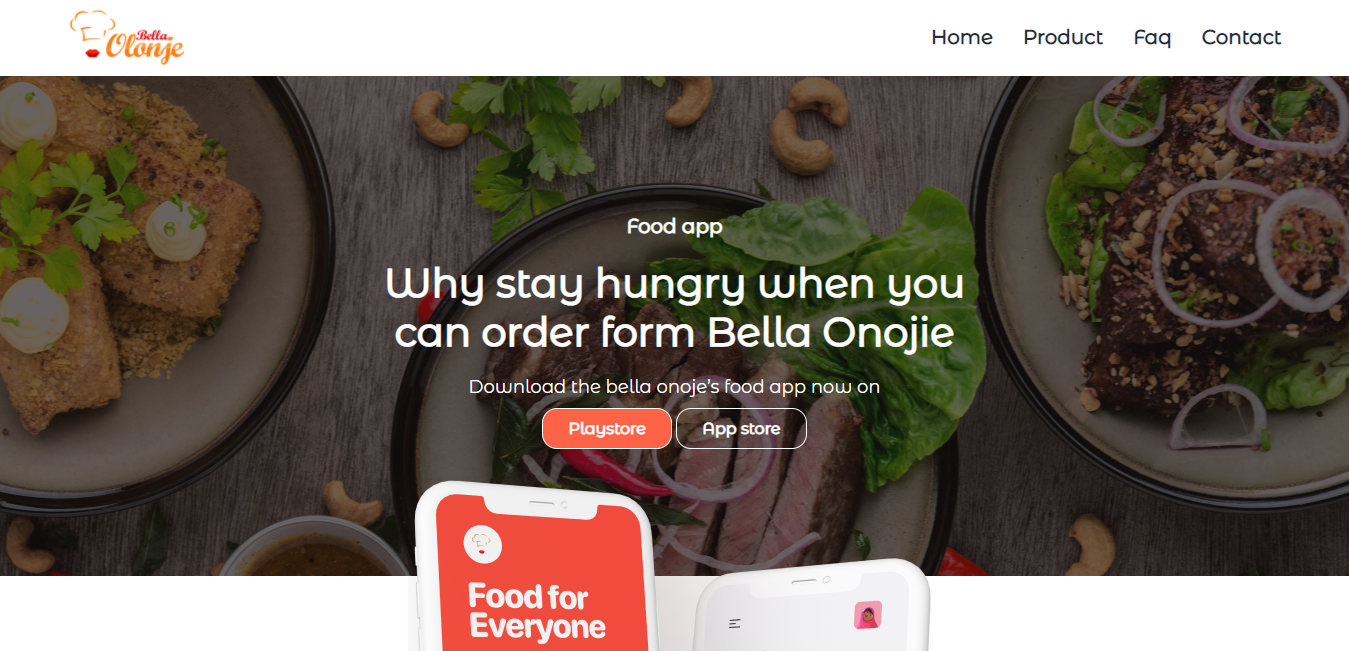 Bella
Olonje
Home Product Faq Contact
Food app
Why stay hungry when you
can order form Bella Onojie
Download the bella onoje's food app now on
Playstore App store
Food for
Everyone